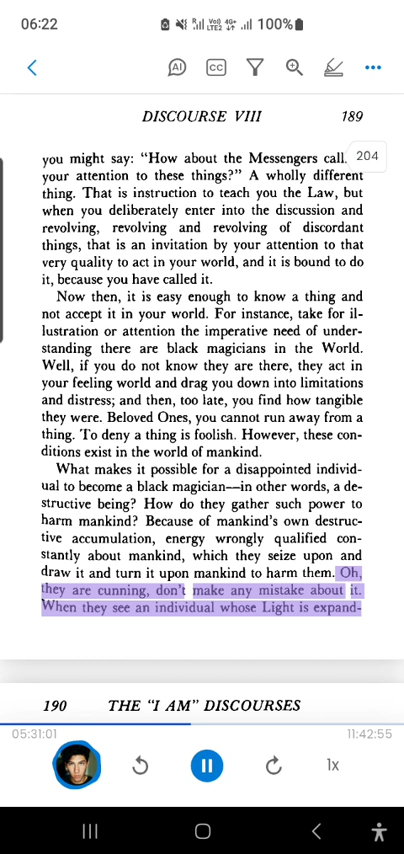 06:22
Vo)) 4G+
R LTE2
100%
AI
CC
DISCOURSE VIII 189
204
you might say: “How about the Messengers call.
your attention to these things?” A wholly different
thing. That is instruction to teach you the Law, but
when you deliberately enter into the discussion and
revolving, revolving and revolving of discordant
things, that is an invitation by your attention to that
very quality to act in your world, and it is bound to do
it, because you have called it.
Now then, it is easy enough to know a thing and
not accept it in your world. For instance, take for il-
lustration or attention the imperative need of under-
standing there are black magicians in the World.
Well, if you do not know they are there, they act in
your feeling world and drag you down into limitations
and distress; and then, too late, you find how tangible
they were. Beloved Ones, you cannot run away from a
thing. To deny a thing is foolish. However, these con-
ditions exist in the world of mankind.
What makes it possible for a disappointed individ-
ual to become a black magician—in other words, a de-
structive being? How do they gather such power to
harm mankind? Because of mankind’s own destruc-
tive accumulation, energy wrongly qualified con-
stantly about mankind, which they seize upon and
draw it and turn it upon mankind to harm them. Oh,
they are cunning, don’t make any mistake about it.
When they see an individual whose Light is expand-
190 THE “I AM” DISCOURSES
05:31:01 11:42:55
1x